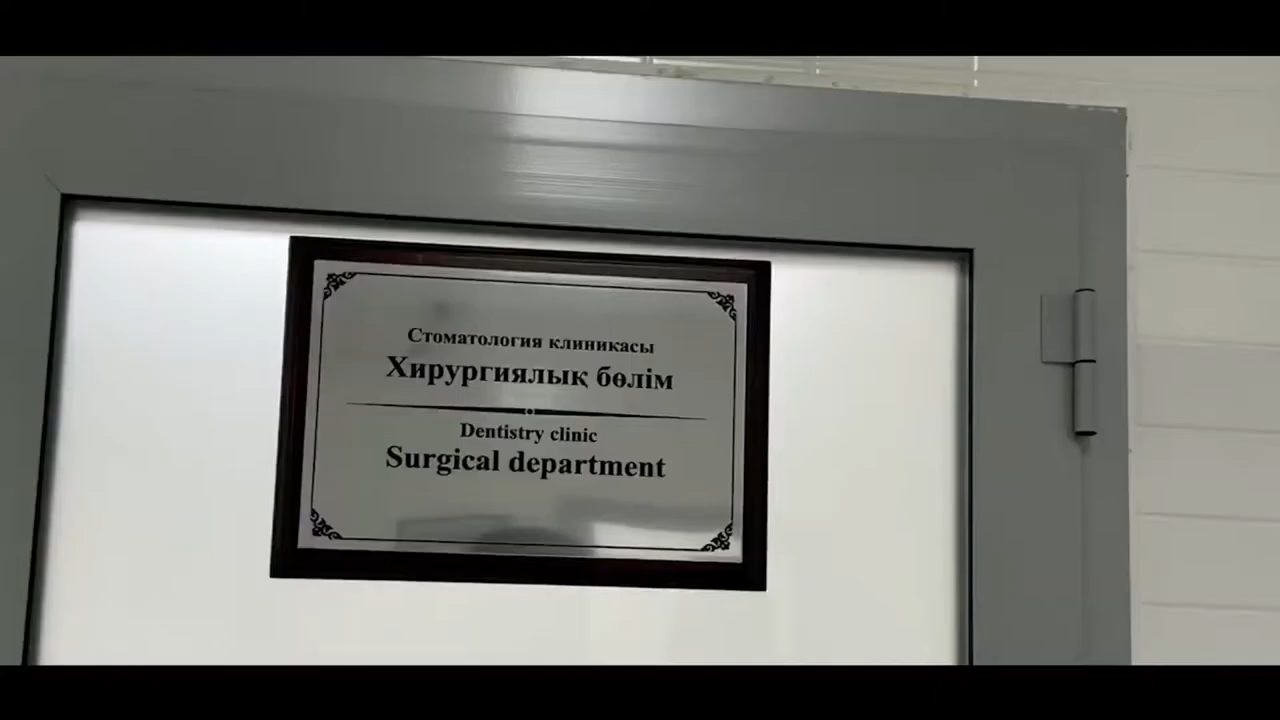 Стоматология клиникасы
Хирургиялық бөлім
Dentistry clinic
Surgical department